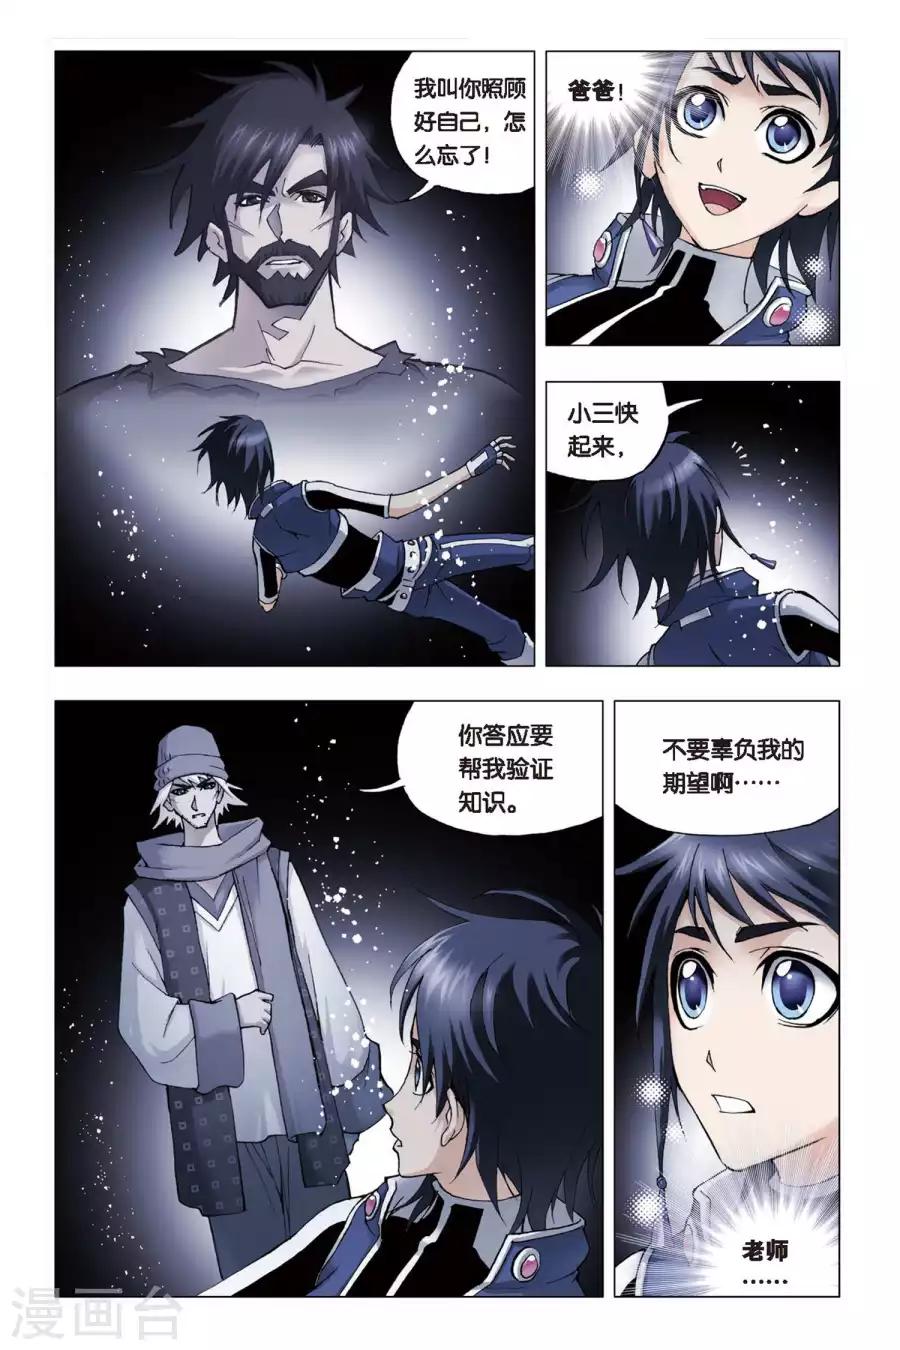 我叫你照顾
好自己，怎
么忘了！
爸爸！
小三快
起来，
你答应要
帮我验证
知识。
不要辜负我的
期望啊……
老师
……
漫画台